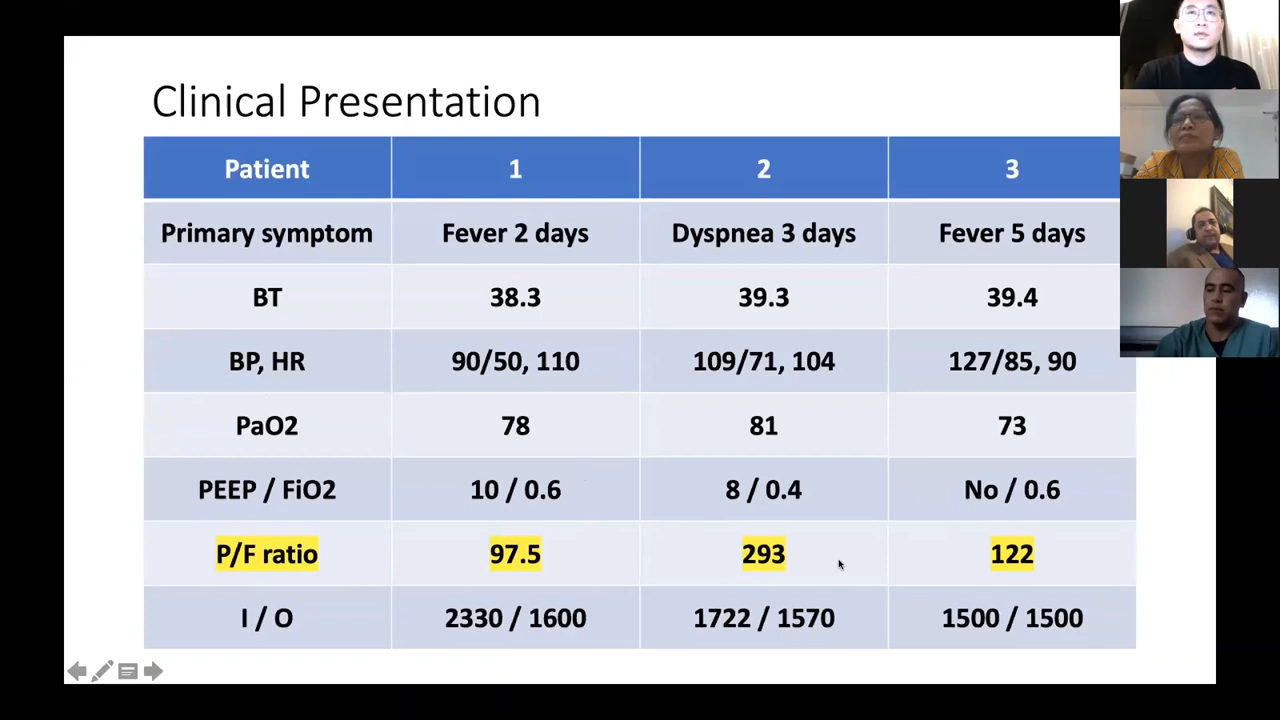 Clinical Presentation
Patient 1 2 3
Primary symptom Fever 2 days Dyspnea 3 days Fever 5 days
BT 38.3 39.3 39.4
BP, HR 90/50, 110 109/71, 104 127/85, 90
PaO2 78 81 73
PEEP / FiO2 10 / 0.6 8 / 0.4 No / 0.6
P/F ratio 97.5 293 122
I / O 2330 / 1600 1722 / 1570 1500 / 1500